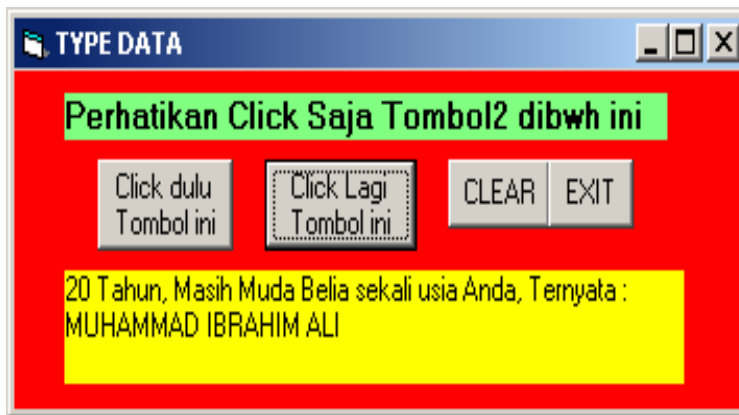 TYPE DATA
Perhatikan Click Saja Tombol2 dibwh ini
Click dulu
Tombol ini
Click Lagi
Tombol ini
CLEAR
EXIT
20 Tahun, Masih Muda Belia sekali usia Anda, Ternyata :
MUHAMMAD IBRAHIM ALI